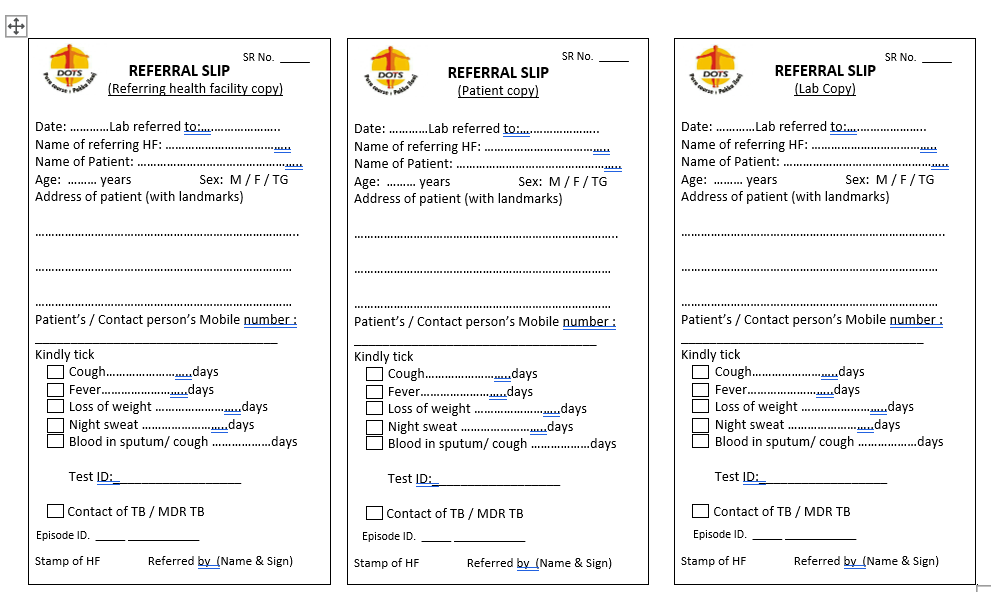 DOTS
Pura course : Pakka Ilaaj
SR No. _____
REFERRAL SLIP
(Referring health facility copy)
Date: …………Lab referred to:…………………..
Name of referring HF: ……………………………….....
Name of Patient: …………………………………….....
Age: ……… years Sex: M / F / TG
Address of patient (with landmarks)
……………………………………………………………..
……………………………………………………………
……………………………………………………………
Patient’s / Contact person’s Mobile number :
___________________________________
Kindly tick
Cough………………….....days
Fever……………….....days
Loss of weight ……………….....days
Night sweat ……………….....days
Blood in sputum/ cough ………………days
Test ID:_____________________
Contact of TB / MDR TB
Episode ID. _____ ____________
Stamp of HF Referred by (Name & Sign)
DOTS
Pura course : Pakka Ilaaj
SR No. _____
REFERRAL SLIP
(Patient copy)
Date: …………Lab referred to:…………………..
Name of referring HF: ……………………………….....
Name of Patient: …………………………………….....
Age: ……… years Sex: M / F / TG
Address of patient (with landmarks)
……………………………………………………………..
……………………………………………………………
……………………………………………………………
Patient’s / Contact person’s Mobile number :
___________________________________
Kindly tick
Cough………………….....days
Fever……………….....days
Loss of weight ……………….....days
Night sweat ……………….....days
Blood in sputum/ cough ………………days
Test ID:_____________________
Contact of TB / MDR TB
Episode ID. _____ ____________
Stamp of HF Referred by (Name & Sign)
DOTS
Pura course : Pakka Ilaaj
SR No. _____
REFERRAL SLIP
(Lab Copy)
Date: …………Lab referred to:…………………..
Name of referring HF: ……………………………….....
Name of Patient: …………………………………….....
Age: ……… years Sex: M / F / TG
Address of patient (with landmarks)
……………………………………………………………..
……………………………………………………………
……………………………………………………………
Patient’s / Contact person’s Mobile number :
___________________________________
Kindly tick
Cough………………….....days
Fever……………….....days
Loss of weight ……………….....days
Night sweat ……………….....days
Blood in sputum/ cough ………………days
Test ID:_____________________
Contact of TB / MDR TB
Episode ID. _____ ____________
Stamp of HF Referred by (Name & Sign)